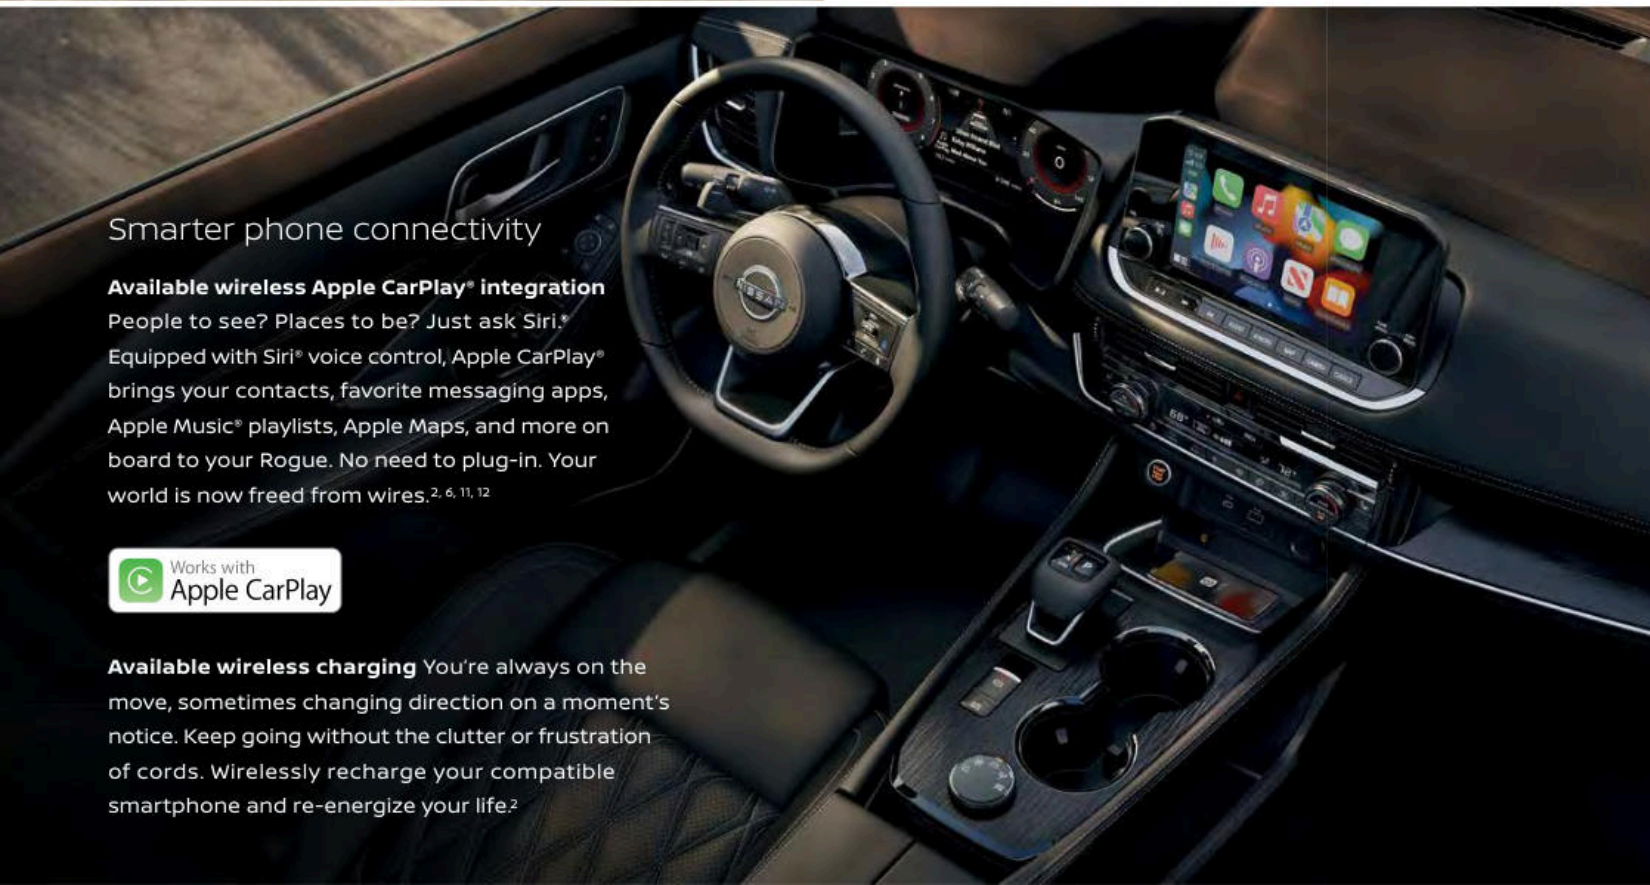 Smarter phone connectivity
Available wireless Apple CarPlay® integration
People to see? Places to be? Just ask Siri.®
Equipped with Siri® voice control, Apple CarPlay®
brings your contacts, favorite messaging apps,
Apple Music® playlists, Apple Maps, and more on
board to your Rogue. No need to plug-in. Your
world is now freed from wires.2, 6, 11, 12
Works with
Apple CarPlay
Available wireless charging You’re always on the
move, sometimes changing direction on a moment’s
notice. Keep going without the clutter or frustration
of cords. Wirelessly recharge your compatible
smartphone and re-energize your life.2
NISSAN
0
68°
72°
P